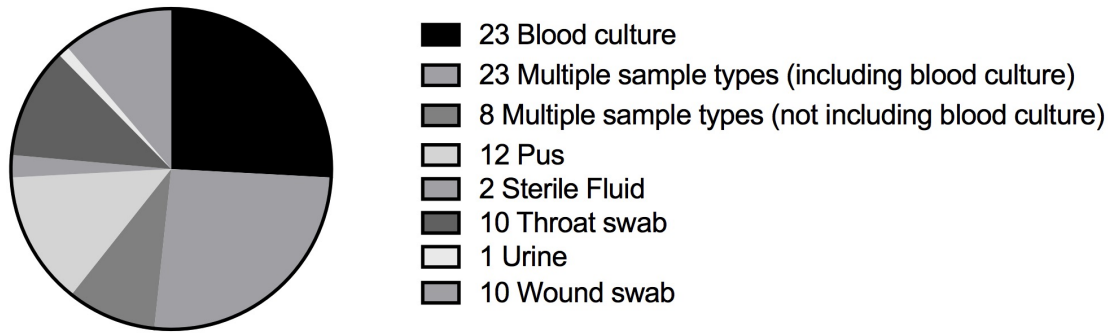 23 Blood culture
23 Multiple sample types (including blood culture)
8 Multiple sample types (not including blood culture)
12 Pus
2 Sterile Fluid
10 Throat swab
1 Urine
10 Wound swab